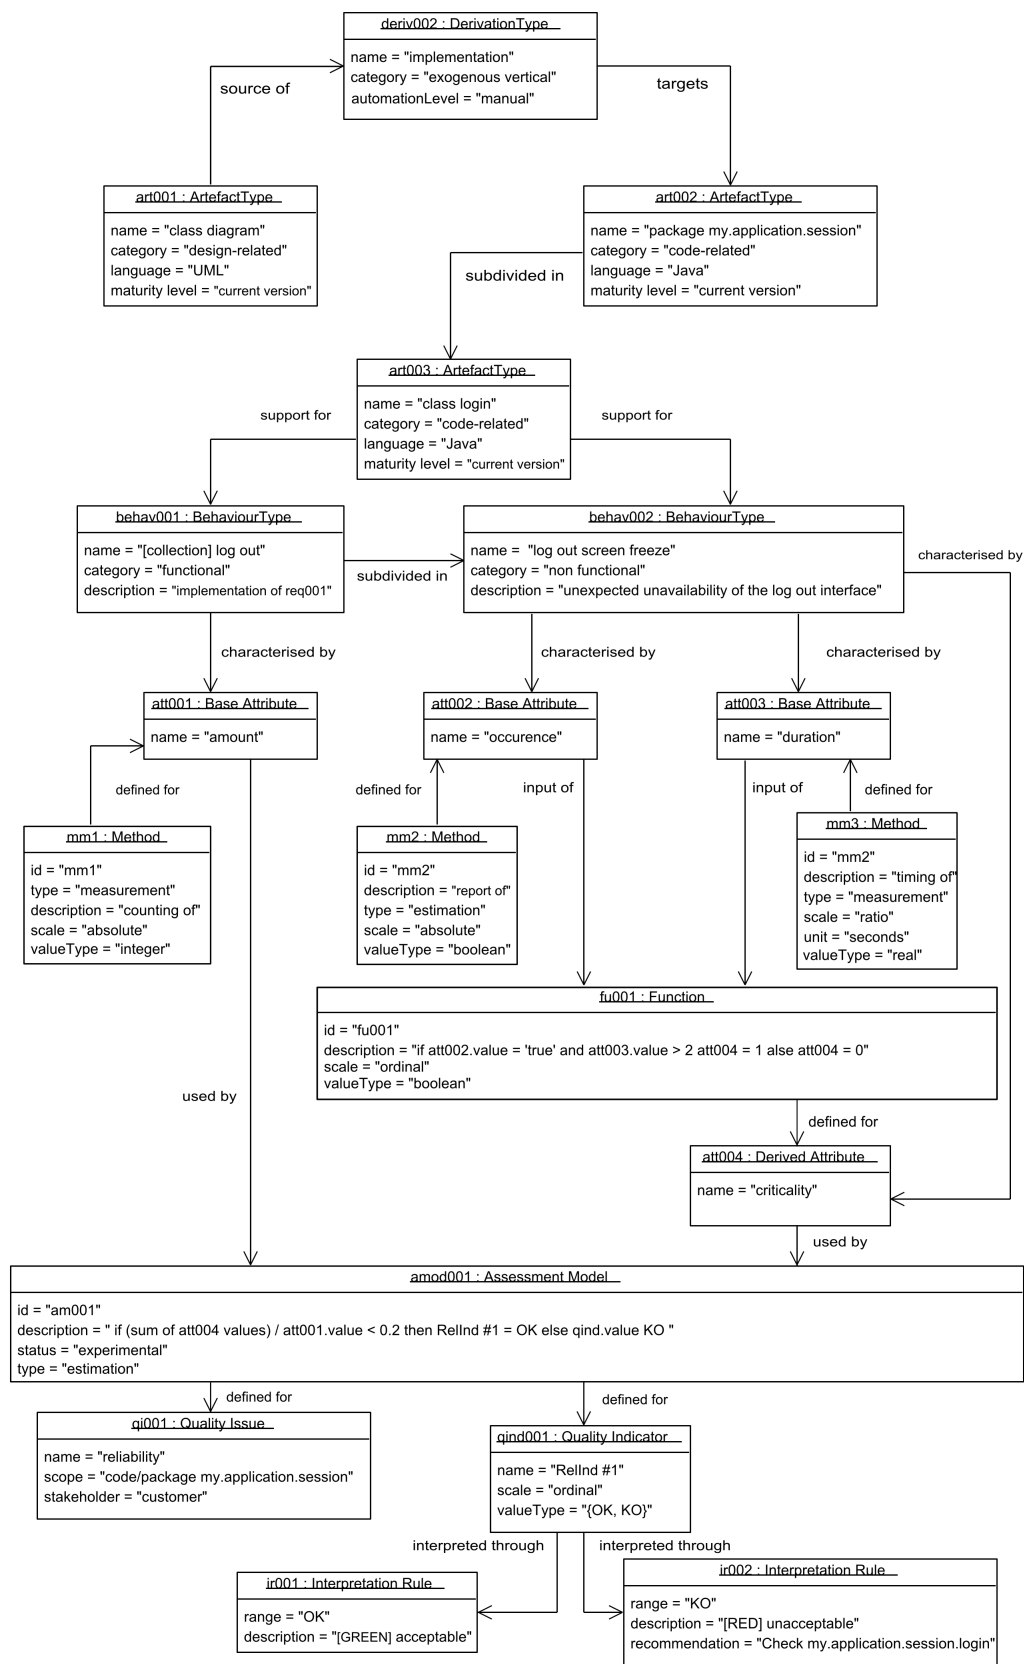 deriv002 : DerivationType
name = "implementation"
category = "exogenous vertical"
automationLevel = "manual"
source of
targets
art001 : ArtefactType
name = "class diagram"
category = "design-related"
language = "UML"
maturity level = "current version"
art002 : ArtefactType
name = "package my.application.session"
category = "code-related"
language = "Java"
maturity level = "current version"
subdivided in
art003 : ArtefactType
name = "class login"
category = "code-related"
language = "Java"
maturity level = "current version"
support for
support for
behav001 : BehaviourType
name = "[collection] log out"
category = "functional"
description = "implementation of req001"
subdivided in
behav002 : BehaviourType
name =  "log out screen freeze"
category = "non functional"
description = "unexpected unavailability of the log out interface"
characterised by
characterised by
characterised by
characterised by
att001 : Base Attribute
name = "amount"
att002 : Base Attribute
name = "occurence"
att003 : Base Attribute
name = "duration"
defined for
defined for
input of
input of
defined for
mm1 : Method
id = "mm1"
type = "measurement"
description = "counting of"
scale = "absolute"
valueType = "integer"
mm2 : Method
id = "mm2"
description = "report of"
type = "estimation"
scale = "absolute"
valueType = "boolean"
mm3 : Method
id = "mm2"
description = "timing of"
type = "measurement"
scale = "ratio"
unit = "seconds"
valueType = "real"
fu001 : Function
id = "fu001"
description = "if att002.value = 'true' and att003.value > 2 att004 = 1 alse att004 = 0"
scale = "ordinal"
valueType = "boolean"
used by
defined for
att004 : Derived Attribute
name = "criticality"
used by
amod001 : Assessment Model
id = "am001"
description = " if (sum of att004 values) / att001.value < 0.2 then RelInd #1 = OK else qind.value KO "
status = "experimental"
type = "estimation"
defined for
defined for
qi001 : Quality Issue
name = "reliability"
scope = "code/package my.application.session"
stakeholder = "customer"
qind001 : Quality Indicator
name = "RelInd #1"
scale = "ordinal"
valueType = "{OK, KO}"
interpreted through
interpreted through
ir001 : Interpretation Rule
range = "OK"
description = "[GREEN] acceptable"
ir002 : Interpretation Rule
range = "KO"
description = "[RED] unacceptable"
recommendation = "Check my.application.session.login"